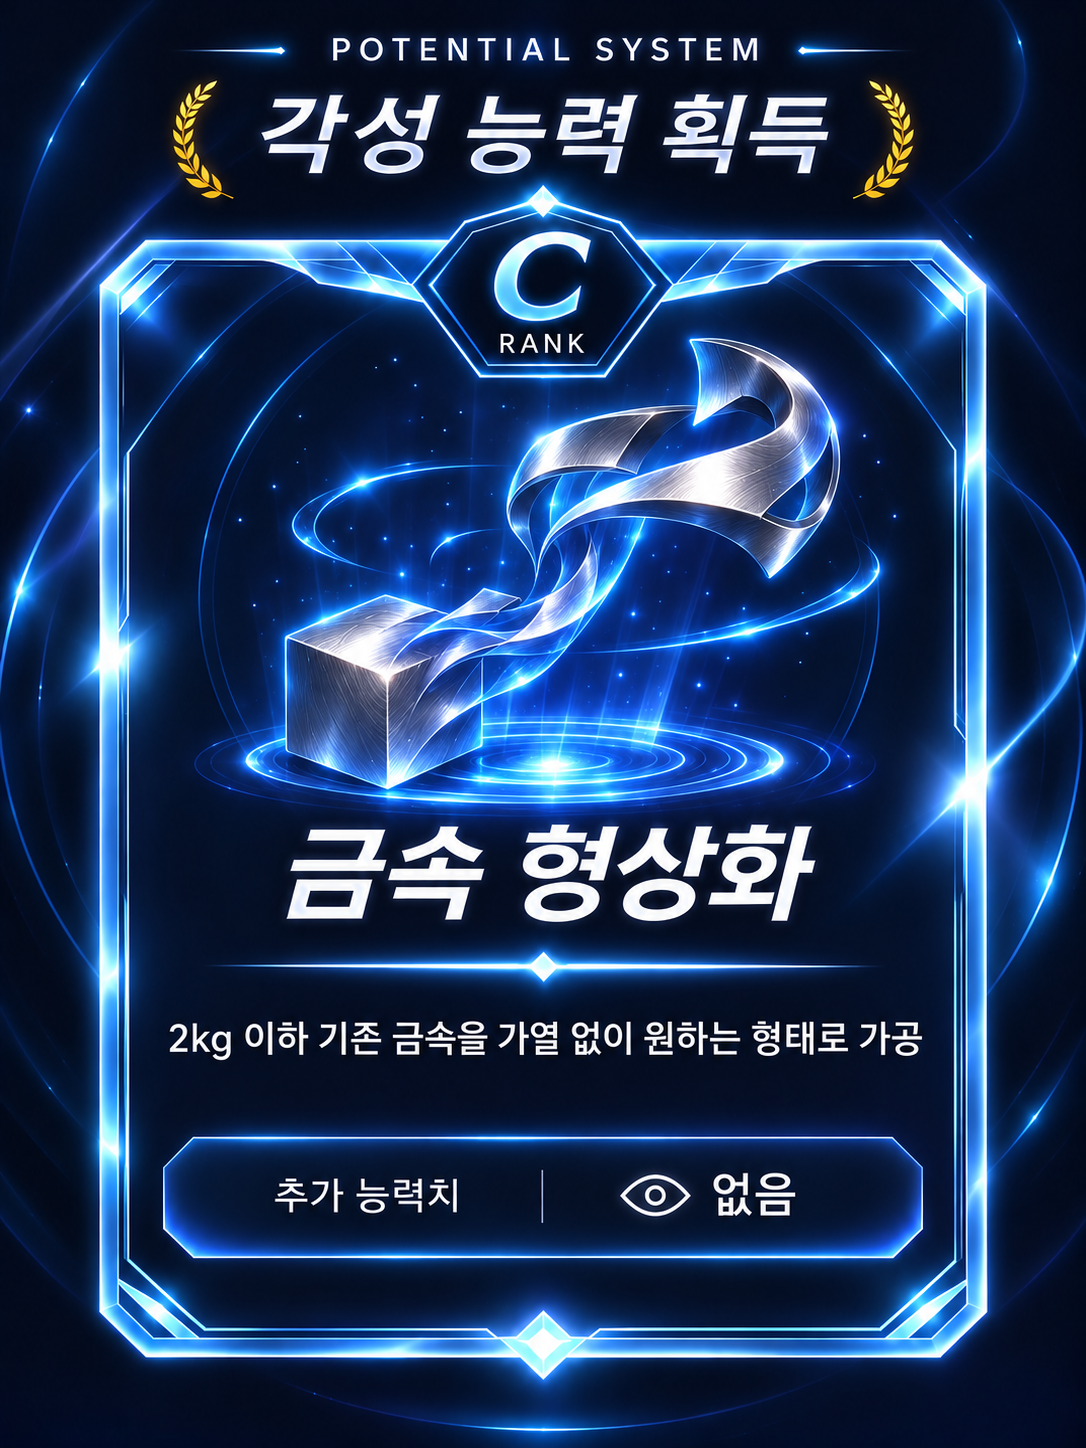 POTENTIAL SYSTEM
각성 능력 획득
C
RANK
금속 형상화
2kg 이하 기존 금속을 가열 없이 원하는 형태로 가공
추가 능력치
없음